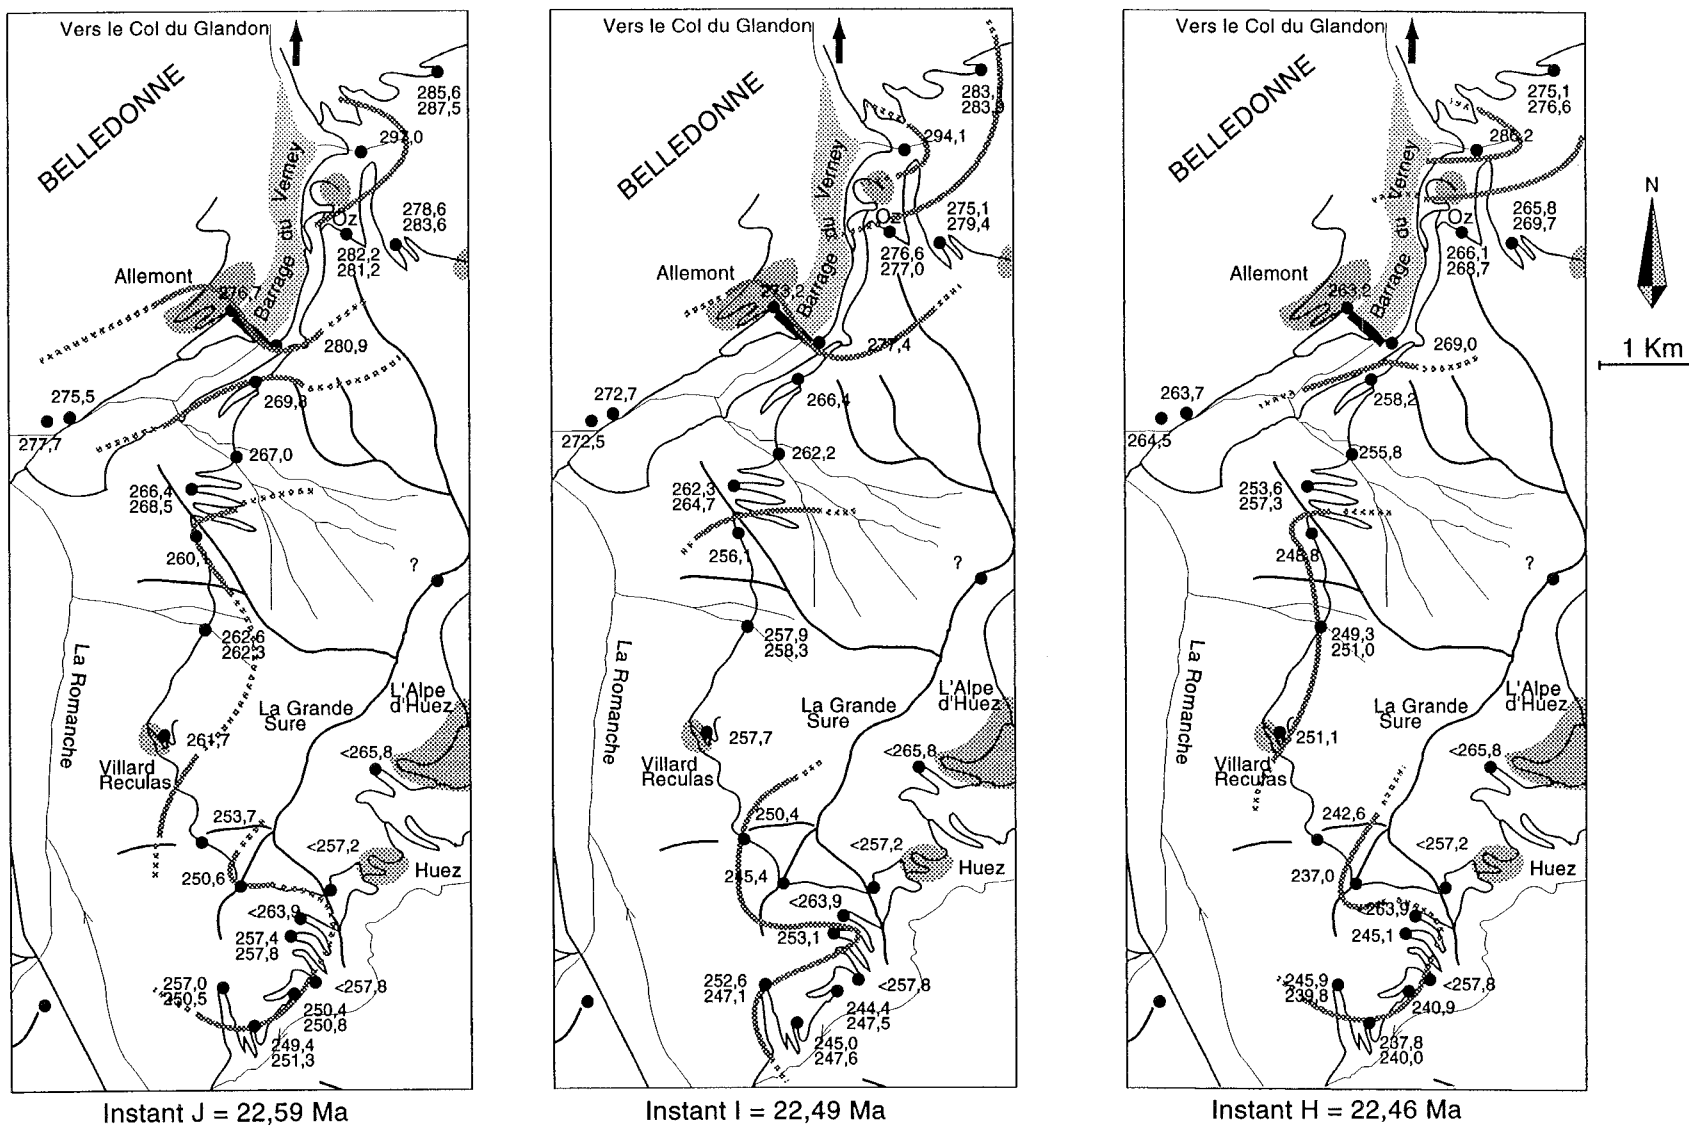 Vers le Col du Glandon
BELLEDONNE
285,6
287,5
Barrage du Verney
278,6
283,6
Oz
282,2
281,2
Allemont
276,7
280,9
275,5
277,7
267,0
266,4
268,5
?
262,6
262,3
La Romanche
La Grande
Sure
L'Alpe
d'Huez
261,7
Villard
Reculas
<265,8
253,7
<257,2
Huez
250,6
<263,9
257,4
257,8
257,0
250,5
<257,8
250,4
250,8
249,4
251,3
Instant J = 22,59 Ma
Vers le Col du Glandon
BELLEDONNE
294,1
Barrage du Verney
275,1
279,4
Oz
276,6
277,0
Allemont
273,2
277,4
272,7
272,5
266,4
262,2
262,3
264,7
256,1
?
257,9
258,3
La Romanche
La Grande
Sure
L'Alpe
d'Huez
257,7
Villard
Reculas
<265,8
250,4
<257,2
Huez
245,4
<263,9
253,1
252,6
247,1
<257,8
244,4
247,5
245,0
247,6
Instant I = 22,49 Ma
Vers le Col du Glandon
BELLEDONNE
275,1
276,6
286,2
Barrage du Verney
265,8
269,7
Oz
266,1
268,7
Allemont
263,2
269,0
263,7
264,5
258,2
255,8
253,6
257,3
248,8
?
249,3
251,0
La Romanche
La Grande
Sure
L'Alpe
d'Huez
251,1
Villard
Reculas
<265,8
242,6
<257,2
Huez
237,0
<263,9
245,1
245,9
239,8
<257,8
240,9
237,8
240,0
Instant H = 22,46 Ma
N
1 Km